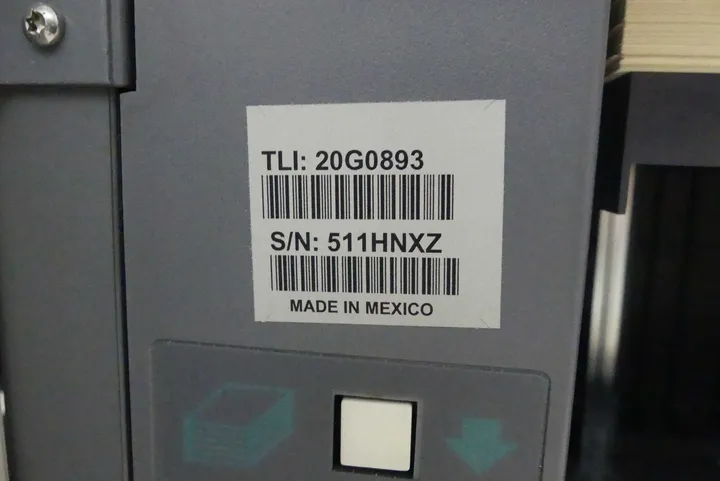 TLI: 20G0893
S/N: 511HNXZ
MADE IN MEXICO